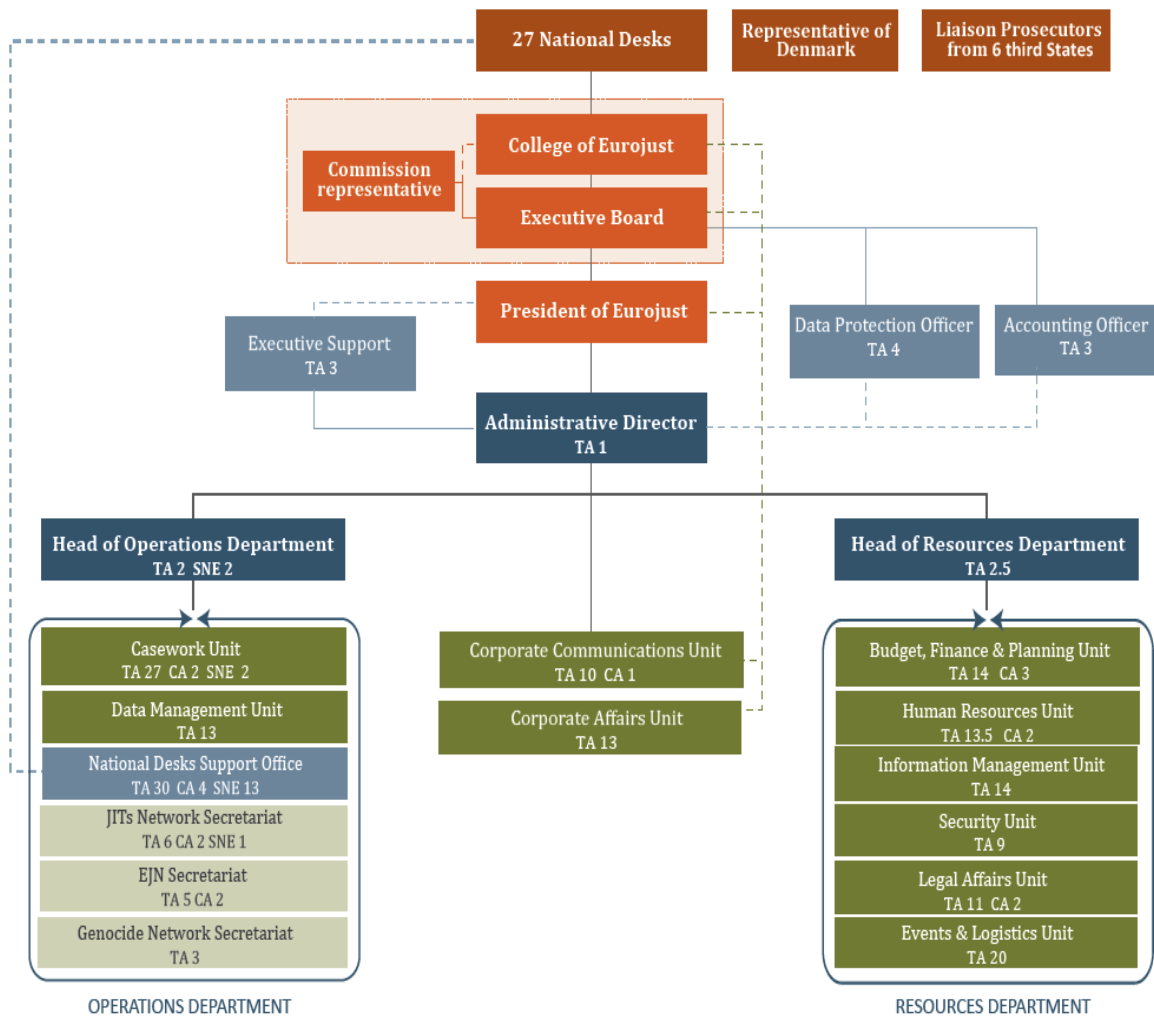 27 National Desks
Representative of
Denmark
Liaison Prosecutors
from 6 third States
College of Eurojust
Commission
representative
Executive Board
President of Eurojust
Executive Support
TA 3
Data Protection Officer
TA 4
Accounting Officer
TA 3
Administrative Director
TA 1
Head of Operations Department
TA 2 SNE 2
Head of Resources Department
TA 2.5
Casework Unit
TA 27 CA 2 SNE 2
Data Management Unit
TA 13
National Desks Support Office
TA 30 CA 4 SNE 13
JITs Network Secretariat
TA 6 CA 2 SNE 1
EJN Secretariat
TA 5 CA 2
Genocide Network Secretariat
TA 3
OPERATIONS DEPARTMENT
Corporate Communications Unit
TA 10 CA 1
Corporate Affairs Unit
TA 13
Budget, Finance & Planning Unit
TA 14 CA 3
Human Resources Unit
TA 13.5 CA 2
Information Management Unit
TA 14
Security Unit
TA 9
Legal Affairs Unit
TA 11 CA 2
Events & Logistics Unit
TA 20
RESOURCES DEPARTMENT